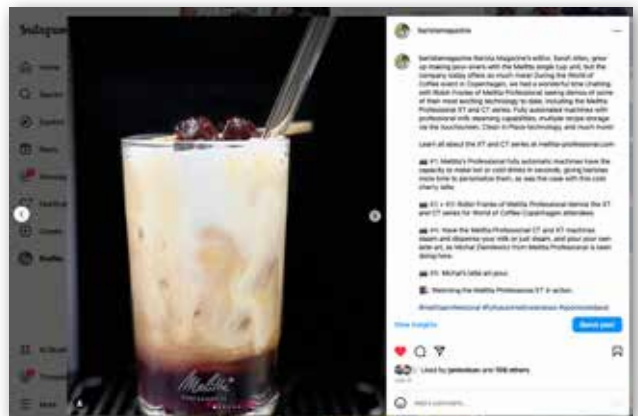 Instagram
Home
Search
Explore
Reels
Create
Profile
baristamagazine
baristamagazine Barista Magazine's editor, Sarah Allen, grew
up making pour-overs with the Melitta single cup unit, but the
company today offers so much more! During the World of
Coffee event in Copenhagen, we had a wonderful time chatting
with Robin Frames of Melitta Professional seeing demos of some
of their most exciting technology to date, including the Melitta
Professional XT and CT series. Fully automated machines with
professional milk steaming capabilities, multiple recipe storage
via the touchscreen, Clean in Place technology, and much more!
Learn all about the XT and CT series at melitta-professional.com
#1: Melitta's Professional fully automatic machines have the
capacity to make hot or cold drinks in seconds, giving baristas
more time to personalize them, as was the case with this cold
cherry latte.
#2 + #3: Robin Frames of Melitta Professional demos the XT
and CT series for World of Coffee Copenhagen attendees.
#4: Have the Melitta Professional CT and XT machines
steam and dispense your milk or just steam, and pour your own
latte art, as Michal from Melitta Professional is seen
doing here.
#5: Michal's latte art pour.
Watching the Melitta Professional XT in action.
View Insights
Boost post
Liked by and others
Add a comment...
More
Melitta
PROFESSIONAL